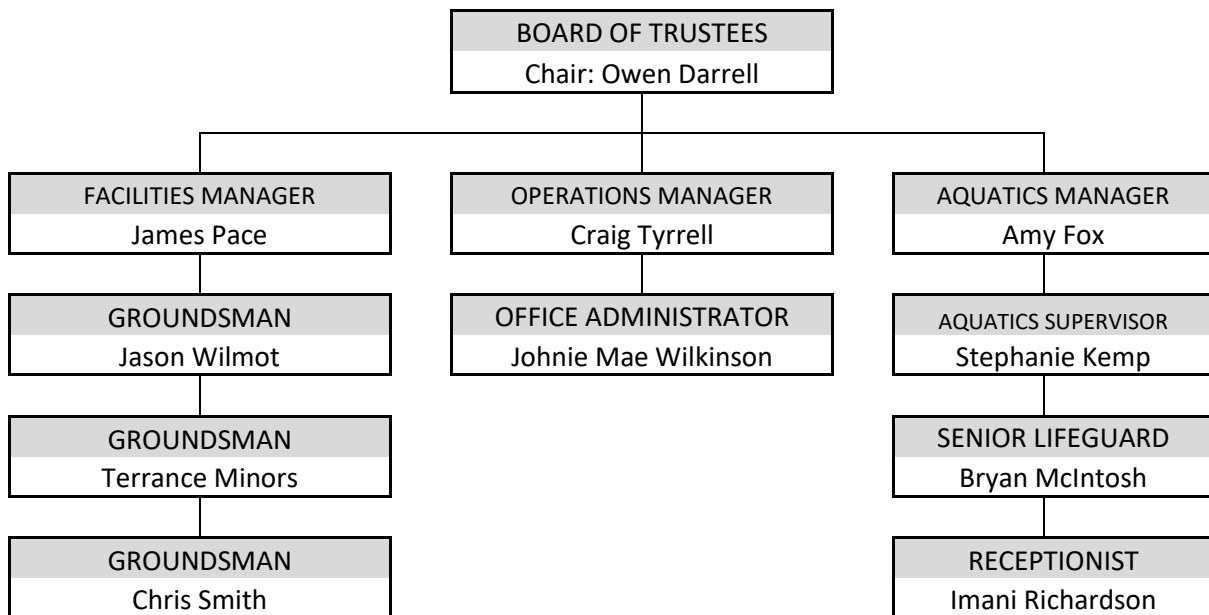 BOARD OF TRUSTEES
Chair: Owen Darrell
FACILITIES MANAGER
James Pace
OPERATIONS MANAGER
Craig Tyrrell
AQUATICS MANAGER
Amy Fox
GROUNDSMAN
Jason Wilmot
OFFICE ADMINISTRATOR
Johnie Mae Wilkinson
AQUATICS SUPERVISOR
Stephanie Kemp
GROUNDSMAN
Terrance Minors
SENIOR LIFEGUARD
Bryan McIntosh
GROUNDSMAN
Chris Smith
RECEPTIONIST
Imani Richardson